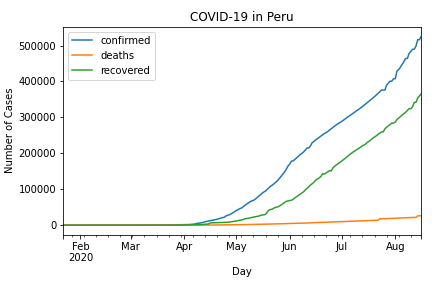 COVID-19 in Peru
confirmed
deaths
recovered
Number of Cases
500000
400000
300000
200000
100000
0
Feb Mar Apr May Jun Jul Aug
2020
Day